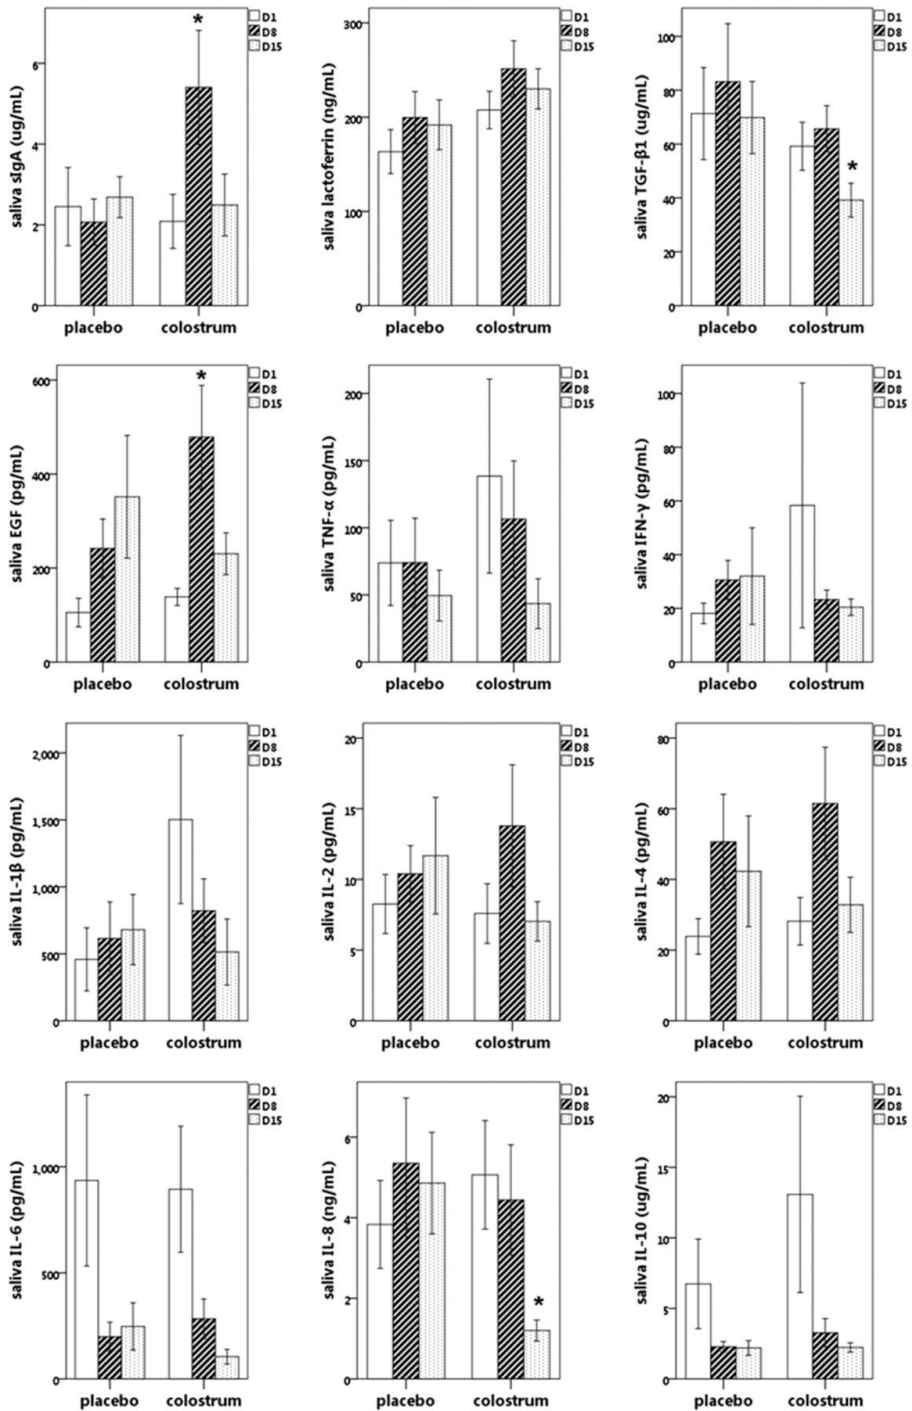 saliva sIgA (ug/mL)
6
4
2
0
*
D1
D8
D15
placebo colostrum
saliva lactoferrin (ng/mL)
300
200
100
0
D1
D8
D15
placebo colostrum
saliva TGF-β1 (ug/mL)
100
80
60
40
20
0
*
D1
D8
D15
placebo colostrum
saliva EGF (pg/mL)
600
400
200
0
*
D1
D8
D15
placebo colostrum
saliva TNF-α (pg/mL)
200
150
100
50
0
D1
D8
D15
placebo colostrum
saliva IFN-γ (pg/mL)
100
80
60
40
20
0
D1
D8
D15
placebo colostrum
saliva IL-1β (pg/mL)
2,000
1,500
1,000
500
0
D1
D8
D15
placebo colostrum
saliva IL-2 (pg/mL)
20
15
10
5
0
D1
D8
D15
placebo colostrum
saliva IL-4 (pg/mL)
80
60
40
20
0
D1
D8
D15
placebo colostrum
saliva IL-6 (pg/mL)
1,000
500
0
D1
D8
D15
placebo colostrum
saliva IL-8 (ng/mL)
6
4
2
0
*
D1
D8
D15
placebo colostrum
saliva IL-10 (ug/mL)
20
15
10
5
0
D1
D8
D15
placebo colostrum